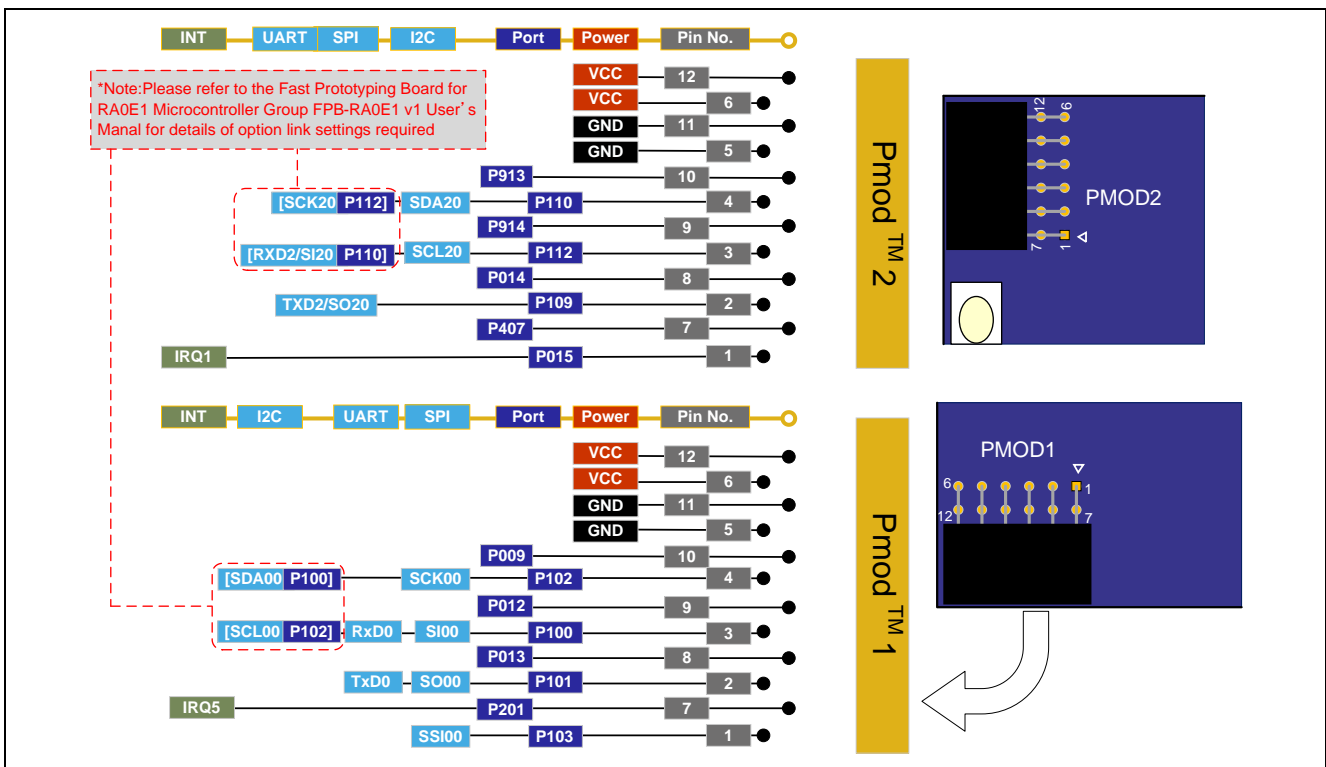 INT UART SPI I2C Port Power Pin No.
*Note:Please refer to the Fast Prototyping Board for
RA0E1 Microcontroller Group FPB-RA0E1 v1 User’s
Manal for details of option link settings required
VCC 12
VCC 6
GND 11
GND 5
P913 10
[SCK20 P112] SDA20 P110 4
P914 9
[RXD2/SI20 P110] SCL20 P112 3
P014 8
TXD2/SO20 P109 2
P407 7
IRQ1 P015 1
Pmod ™ 2
12 6
PMOD2
7 1
INT I2C UART SPI Port Power Pin No.
VCC 12
VCC 6
GND 11
GND 5
P009 10
[SDA00 P100] SCK00 P102 4
P012 9
[SCL00 P102] RxD0 SI00 P100 3
P013 8
TxD0 SO00 P101 2
IRQ5 P201 7
SSI00 P103 1
Pmod ™ 1
PMOD1
6 1
12 7